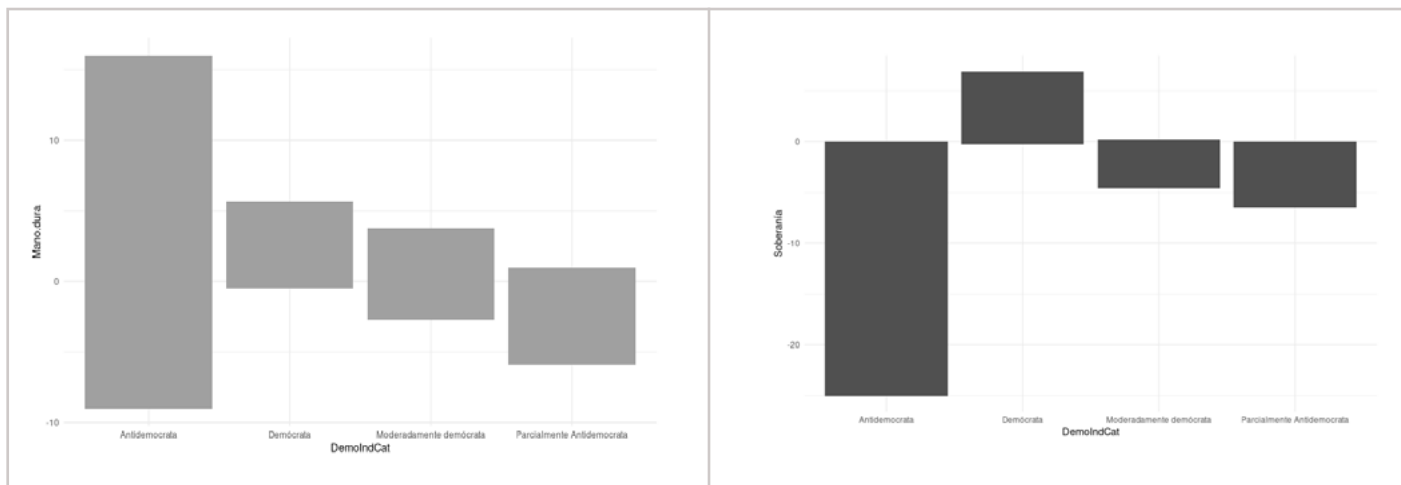 Mano.dura
10
0
-10
Antidemocrata
Demócrata
Moderadamente demócrata
Parcialmente Antidemocrata
DemoIndCat
Soberania
0
-10
-20
Antidemocrata
Demócrata
Moderadamente demócrata
Parcialmente Antidemocrata
DemoIndCat